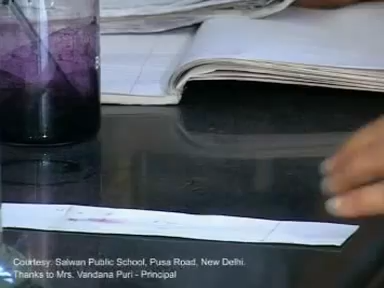 Courtesy: Salwan Public School, Pusa Road, New Delhi.
Thanks to Mrs. Vandana Puri - Principal